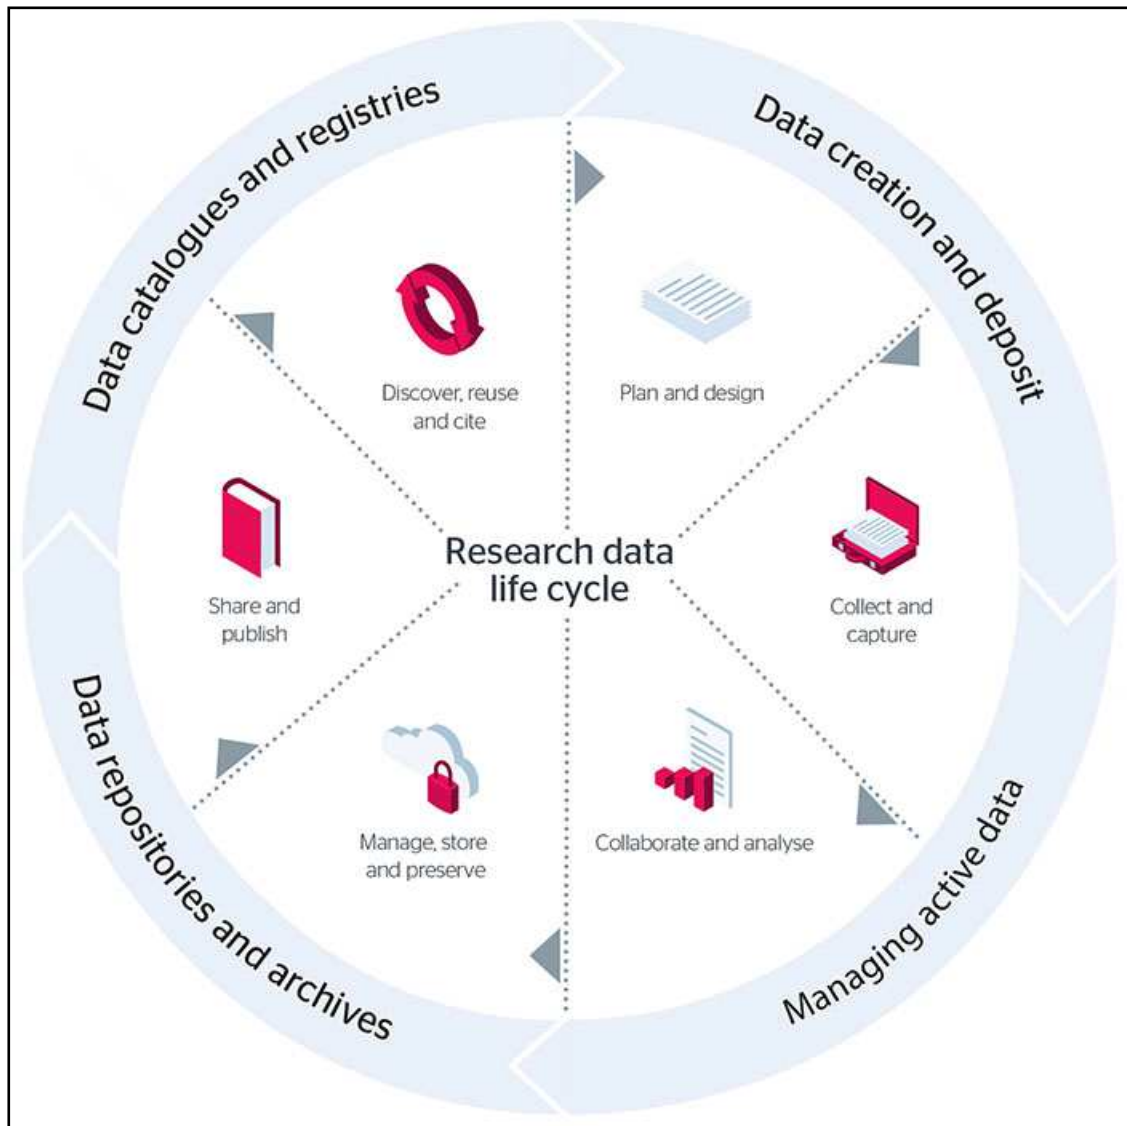 Research data
life cycle
Data creation and deposit
Managing active data
Data repositories and archives
Data catalogues and registries
Plan and design
Collect and
capture
Collaborate and analyse
Manage, store
and preserve
Share and
publish
Discover, reuse
and cite